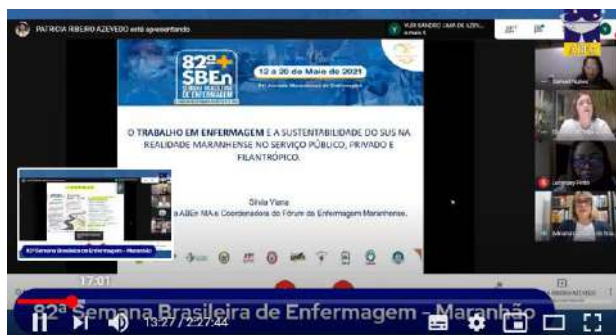 PATRICIA RIBEIRO AZEVEDO está apresentando
82ª
SBEn
SEMANA BRASILEIRA
DE ENFERMAGEM
12 a 20 de Maio de 2021
O TRABALHO EM ENFERMAGEM E A SUSTENTABILIDADE DO SUS NA
REALIDADE MARANHENSE NO SERVIÇO PÚBLICO, PRIVADO E
FILANTRÓPICO.
Silvia Viana
a ABEn MA e Coordenadora do Fórum de Enfermagem Maranhense.
82ª Semana Brasileira de Enfermagem - Maranhão
17:01
82ª Semana Brasileira de Enfermagem - Maranhão
13:27 / 2:27:44